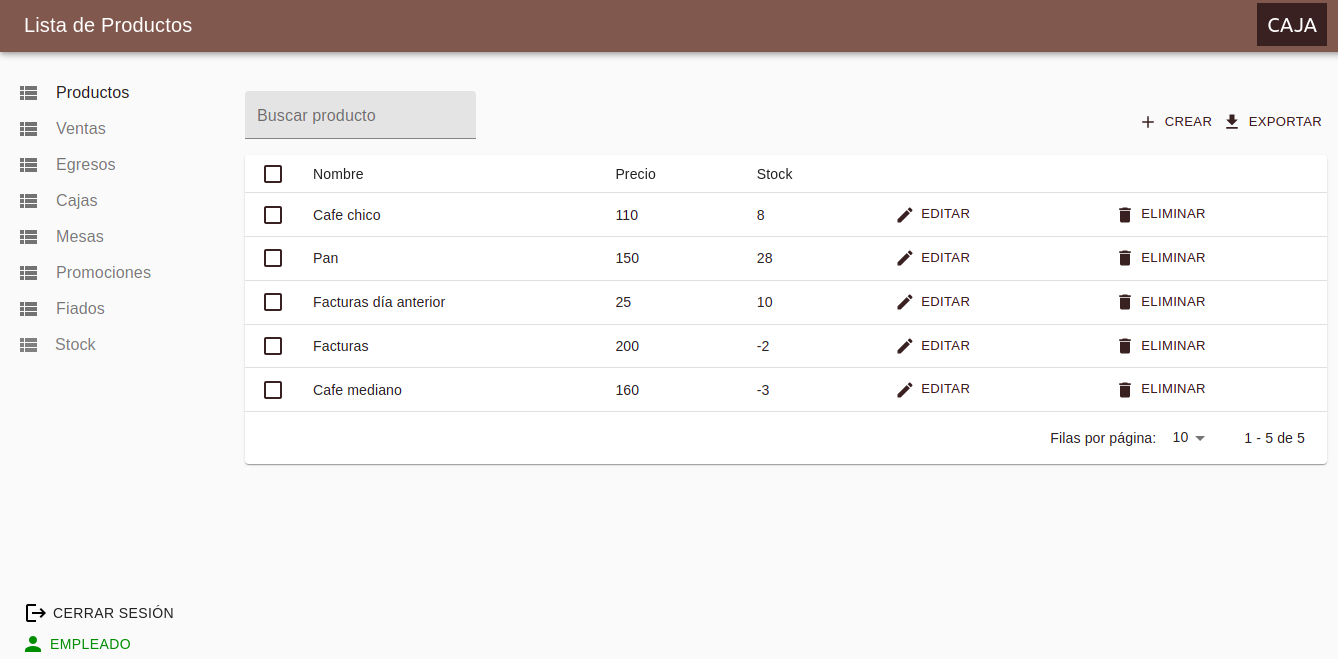 Lista de Productos
CAJA
Productos
Ventas
Egresos
Cajas
Mesas
Promociones
Fiados
Stock
Buscar producto
CREAR EXPORTAR
Nombre Precio Stock
Cafe chico 110 8 EDITAR ELIMINAR
Pan 150 28 EDITAR ELIMINAR
Facturas día anterior 25 10 EDITAR ELIMINAR
Facturas 200 -2 EDITAR ELIMINAR
Cafe mediano 160 -3 EDITAR ELIMINAR
Filas por página: 10 1 - 5 de 5
CERRAR SESIÓN
EMPLEADO